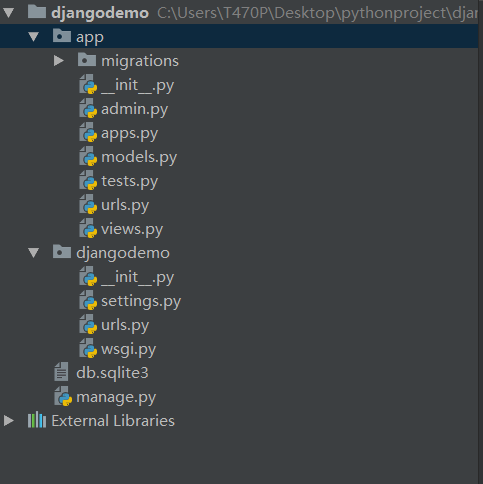 djangodemo C:\Users\T470P\Desktop\pythonproject\djan
app
migrations
__init__.py
admin.py
apps.py
models.py
tests.py
urls.py
views.py
djangodemo
__init__.py
settings.py
urls.py
wsgi.py
db.sqlite3
manage.py
External Libraries